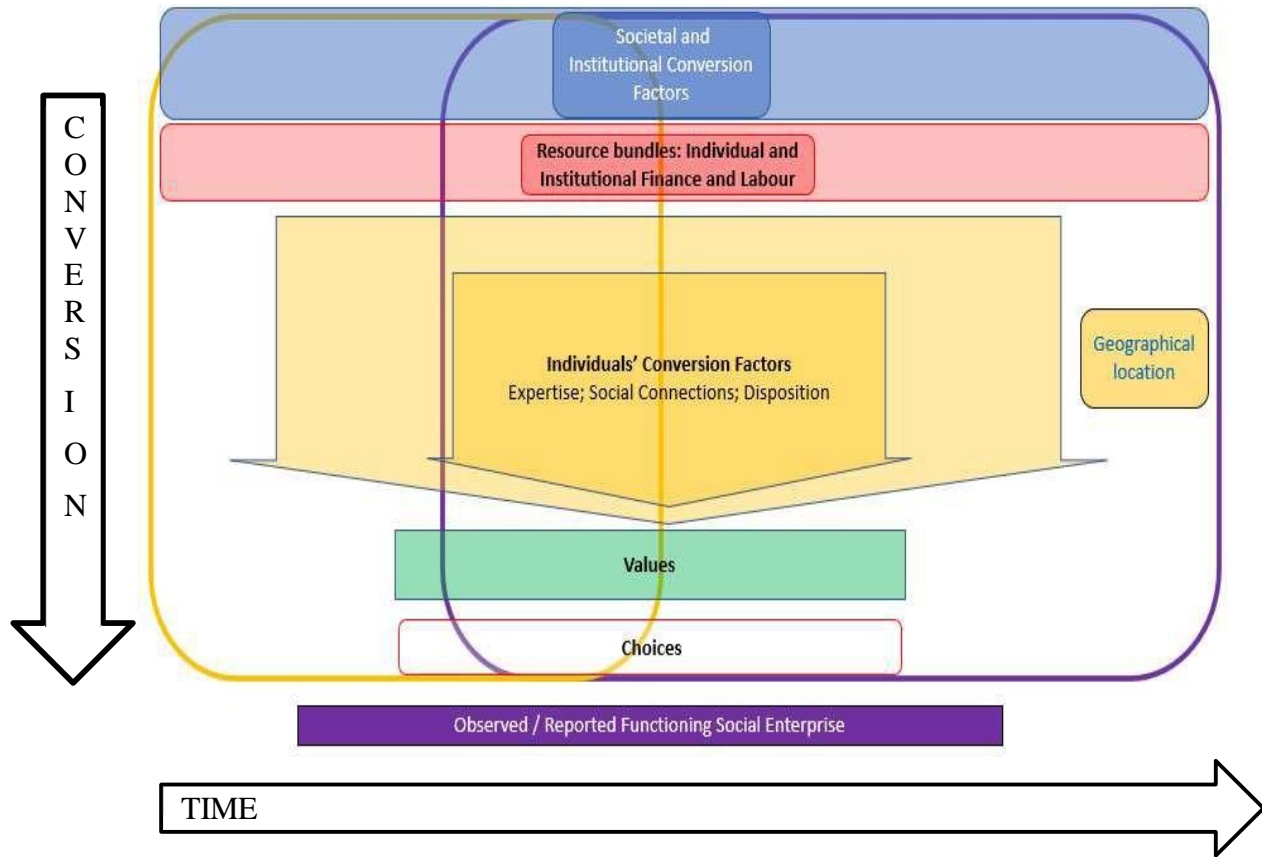 Societal and
Institutional Conversion
Factors
CONVERSION
Resource bundles: Individual and
Institutional Finance and Labour
Individuals' Conversion Factors
Expertise; Social Connections; Disposition
Geographical
location
Values
Choices
Observed / Reported Functioning Social Enterprise
TIME